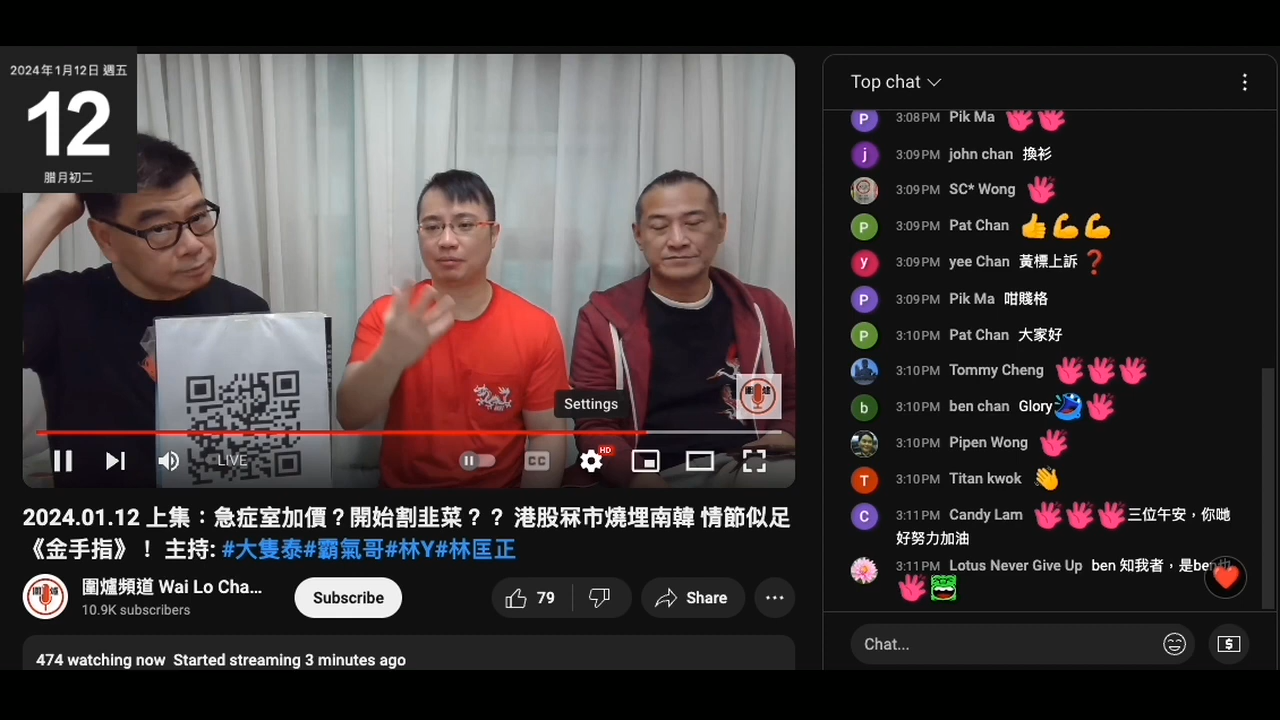 2024年1月12日 週五
12
腊月初二
Settings
LIVE
CC
HD
2024.01.12 上集：急症室加價？開始割韭菜？？ 港股冧市燒埋南韓 情節似足
《金手指》！ 主持: #大隻泰#霸氣哥#林Y#林匡正
圍爐頻道 Wai Lo Cha...
10.9K subscribers
Subscribe
79
Share
474 watching now Started streaming 3 minutes ago
Top chat
P 3:08 PM Pik Ma
j 3:09 PM john chan 換衫
3:09 PM SC* Wong
P 3:09 PM Pat Chan
y 3:09 PM yee Chan 黃標上訴❓
P 3:09 PM Pik Ma 咁賤格
P 3:10 PM Pat Chan 大家好
3:10 PM Tommy Cheng
b 3:10 PM ben chan Glory
3:10 PM Pipen Wong
T 3:10 PM Titan kwok
C 3:11 PM Candy Lam 三位午安，你哋
好努力加油
3:11 PM Lotus Never Give Up ben 知我者，是ben也
Chat...